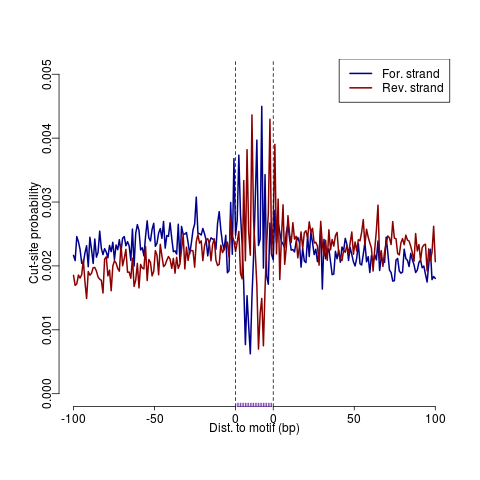 For. strand
Rev. strand
Cut-site probability
0.005
0.004
0.003
0.002
0.001
0.000
-100 -50 0 0 50 100
Dist. to motif (bp)